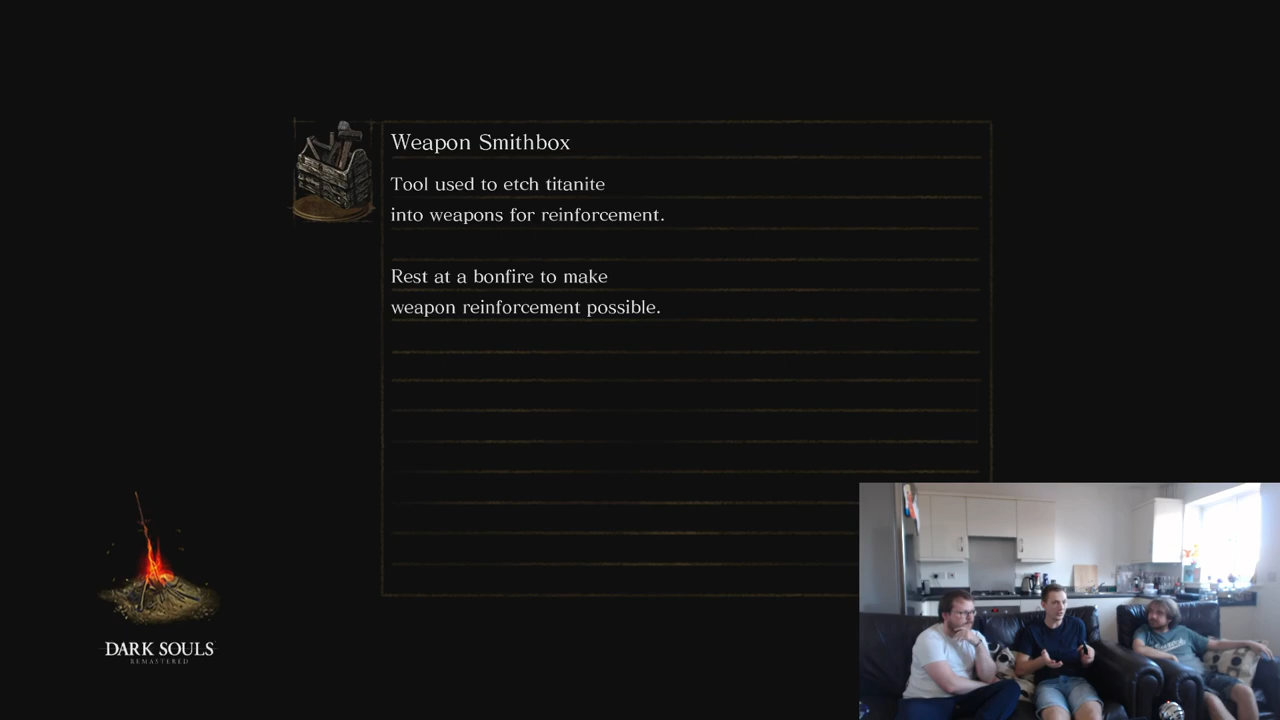 Weapon Smithbox
Tool used to etch titanite
into weapons for reinforcement.
Rest at a bonfire to make
weapon reinforcement possible.
DARK SOULS
REMASTERED